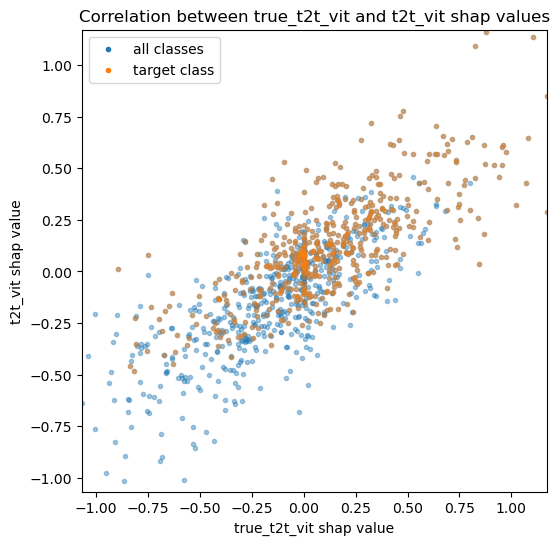 Correlation between true_t2t_vit and t2t_vit shap values
all classes
target class
t2t_vit shap value
1.00
0.75
0.50
0.25
0.00
−0.25
−0.50
−0.75
−1.00
−1.00 −0.75 −0.50 −0.25 0.00 0.25 0.50 0.75 1.00
true_t2t_vit shap value